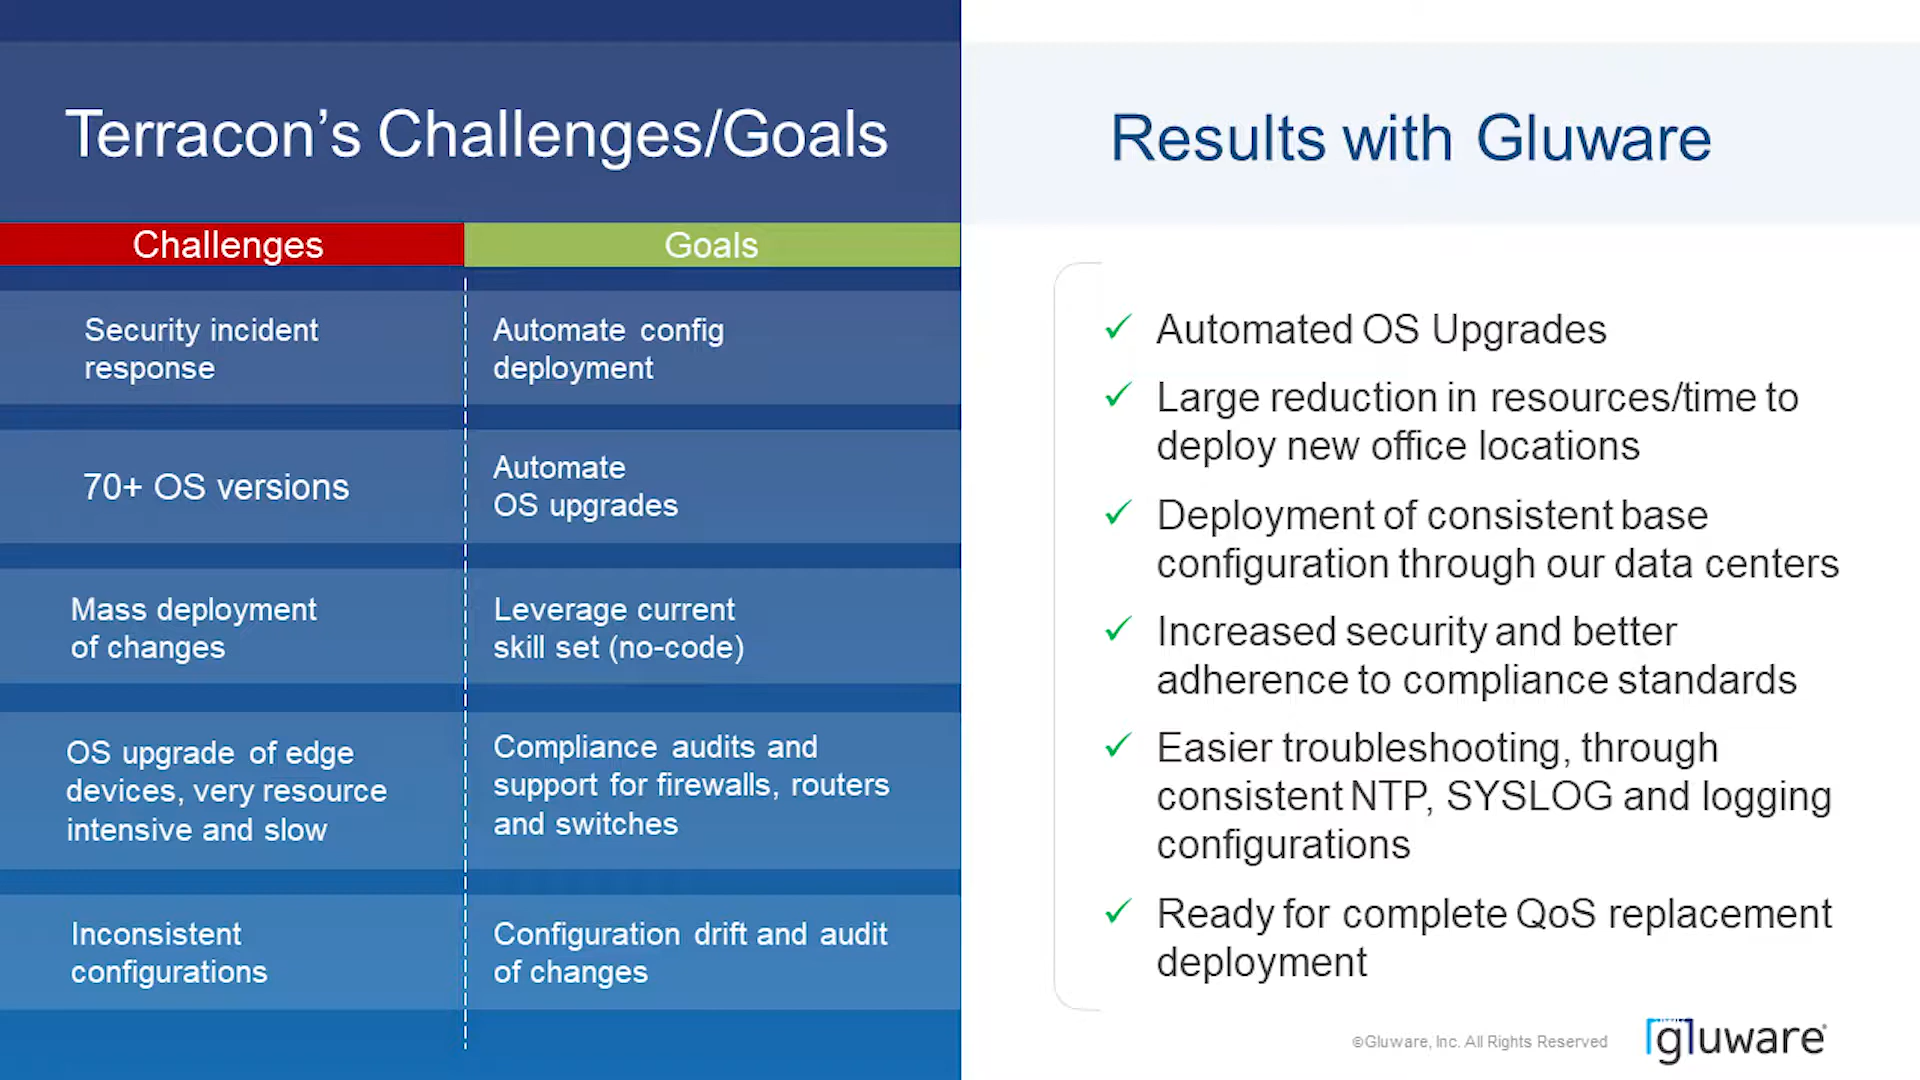 Terracon’s Challenges/Goals
Challenges
Goals
Security incident
response
Automate config
deployment
70+ OS versions
Automate
OS upgrades
Mass deployment
of changes
Leverage current
skill set (no-code)
OS upgrade of edge
devices, very resource
intensive and slow
Compliance audits and
support for firewalls, routers
and switches
Inconsistent
configurations
Configuration drift and audit
of changes
Results with Gluware
✓ Automated OS Upgrades
✓ Large reduction in resources/time to
deploy new office locations
✓ Deployment of consistent base
configuration through our data centers
✓ Increased security and better
adherence to compliance standards
✓ Easier troubleshooting, through
consistent NTP, SYSLOG and logging
configurations
✓ Ready for complete QoS replacement
deployment
©Gluware, Inc. All Rights Reserved
[g]uware